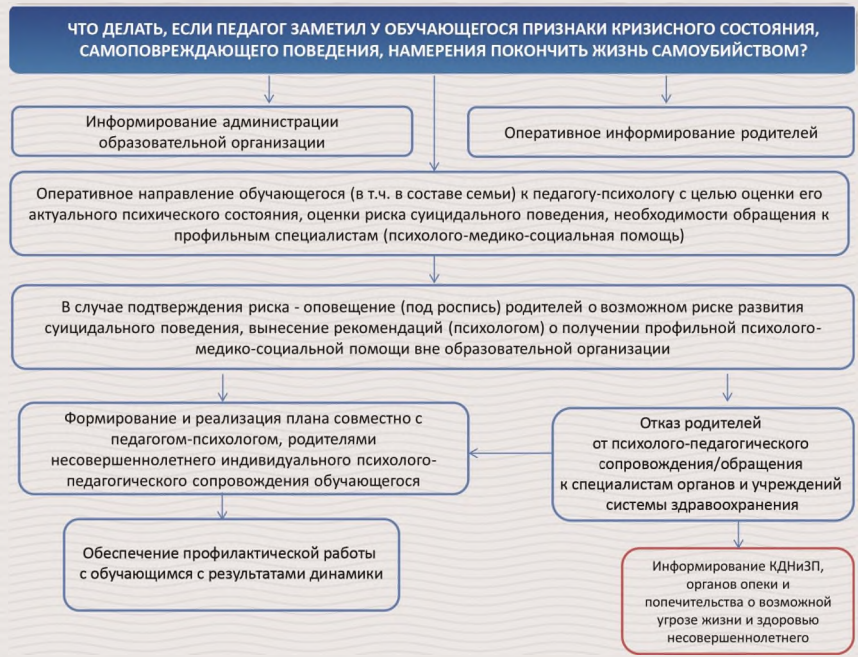 ЧТО ДЕЛАТЬ, ЕСЛИ ПЕДАГОГ ЗАМЕТИЛ У ОБУЧАЮЩЕГОСЯ ПРИЗНАКИ КРИЗИСНОГО СОСТОЯНИЯ,
САМОПОВРЕЖДАЮЩЕГО ПОВЕДЕНИЯ, НАМЕРЕНИЯ ПОКОНЧИТЬ ЖИЗНЬ САМОУБИЙСТВОМ?
Информирование администрации
образовательной организации
Оперативное информирование родителей
Оперативное направление обучающегося (в т.ч. в составе семьи) к педагогу-психологу с целью оценки его
актуального психического состояния, оценки риска суицидального поведения, необходимости обращения к
профильным специалистам (психолого-медико-социальная помощь)
В случае подтверждения риска - оповещение (под роспись) родителей о возможном риске развития
суицидального поведения, вынесение рекомендаций (психологом) о получении профильной психолого-
медико-социальной помощи вне образовательной организации
Формирование и реализация плана совместно с
педагогом-психологом, родителями
несовершеннолетнего индивидуального психолого-
педагогического сопровождения обучающегося
Отказ родителей
от психолого-педагогического
сопровождения/обращения
к специалистам органов и учреждений
системы здравоохранения
Обеспечение профилактической работы
с обучающимся с результатами динамики
Информирование КДНиЗП,
органов опеки и
попечительства о возможной
угрозе жизни и здоровью
несовершеннолетнего